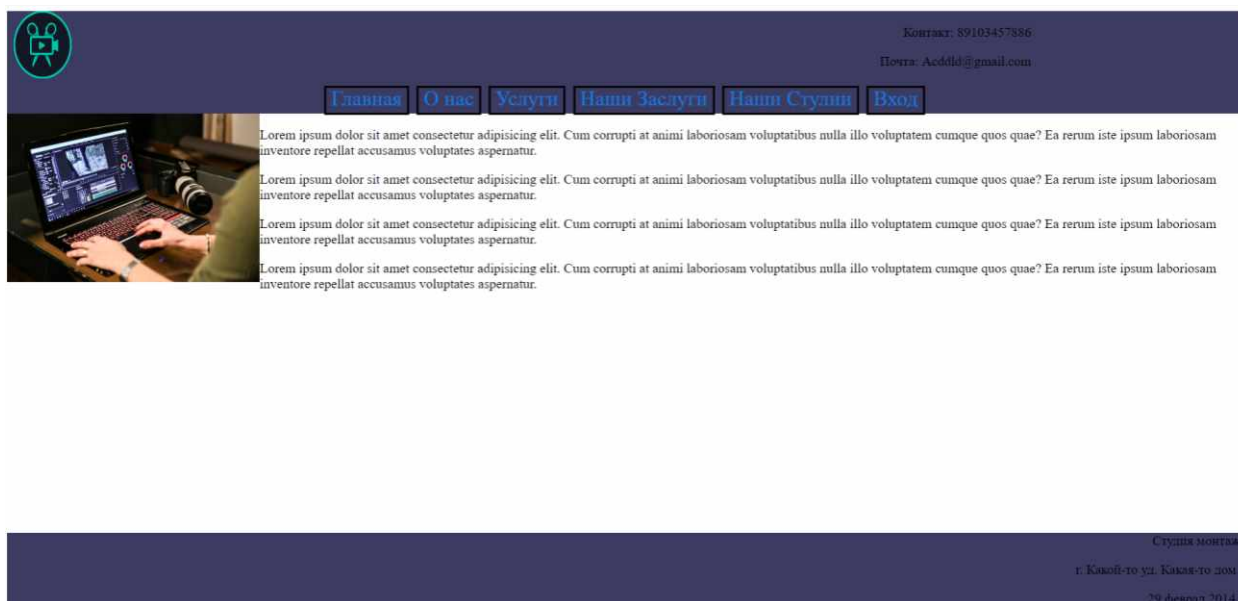 Контакт: 89103457886
Почта: Acddld@gmail.com
Главная О нас Услуги Наши Заслуги Наши Студии Вход
Lorem ipsum dolor sit amet consectetur adipisicing elit. Cum corrupti at animi laboriosam voluptatibus nulla illo voluptatem cumque quos quae? Ea rerum iste ipsum laboriosam
inventore repellat accusamus voluptates aspernatur.
Lorem ipsum dolor sit amet consectetur adipisicing elit. Cum corrupti at animi laboriosam voluptatibus nulla illo voluptatem cumque quos quae? Ea rerum iste ipsum laboriosam
inventore repellat accusamus voluptates aspernatur.
Lorem ipsum dolor sit amet consectetur adipisicing elit. Cum corrupti at animi laboriosam voluptatibus nulla illo voluptatem cumque quos quae? Ea rerum iste ipsum laboriosam
inventore repellat accusamus voluptates aspernatur.
Lorem ipsum dolor sit amet consectetur adipisicing elit. Cum corrupti at animi laboriosam voluptatibus nulla illo voluptatem cumque quos quae? Ea rerum iste ipsum laboriosam
inventore repellat accusamus voluptates aspernatur.
Студия монтаж
г. Какой-то уд. Какая-то дом
29 феврал 2014